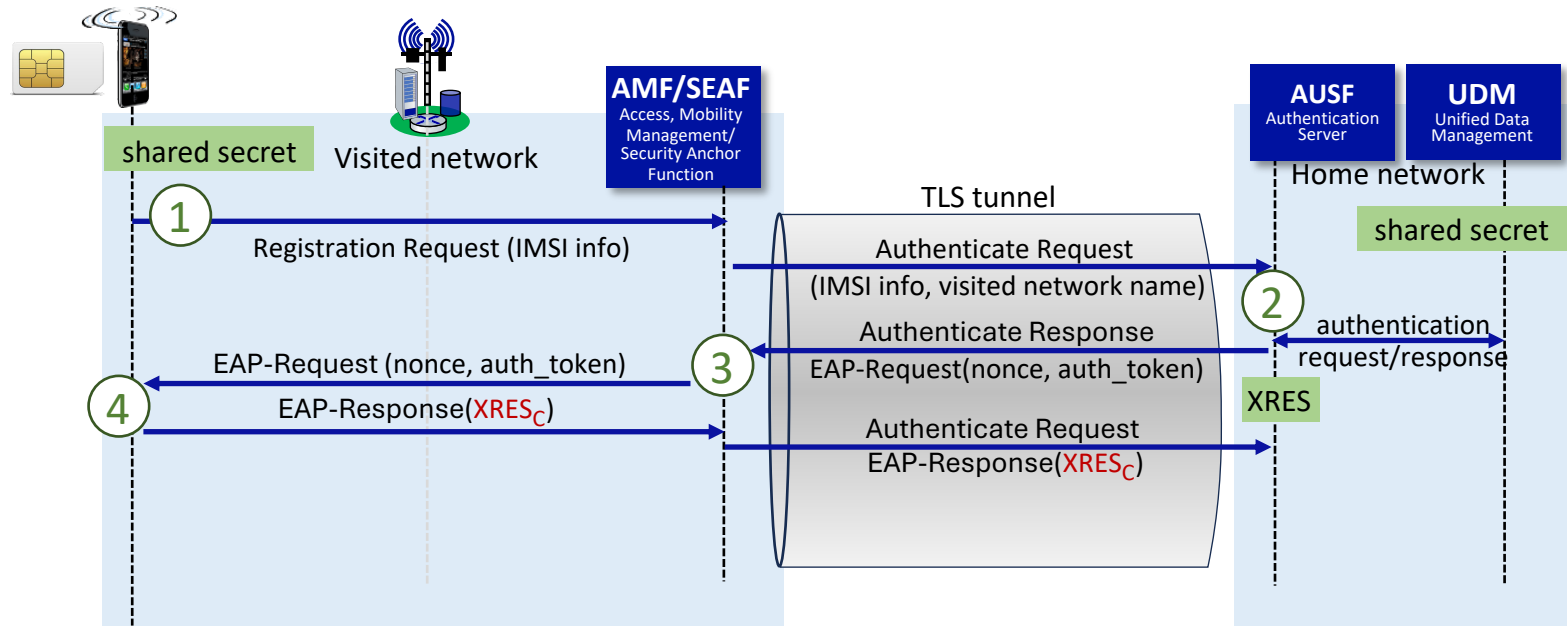 AMF/SEAF
Access, Mobility
Management/
Security Anchor
Function
AUSF
Authentication
Server
UDM
Unified Data
Management
shared secret
Visited network
Home network
TLS tunnel
shared secret
1
Registration Request (IMSI info)
Authenticate Request
(IMSI info, visited network name)
2
authentication
request/response
Authenticate Response
EAP-Request(nonce, auth_token)
3
EAP-Request (nonce, auth_token)
4
EAP-Response(XRES_C)
XRES
Authenticate Request
EAP-Response(XRES_C)